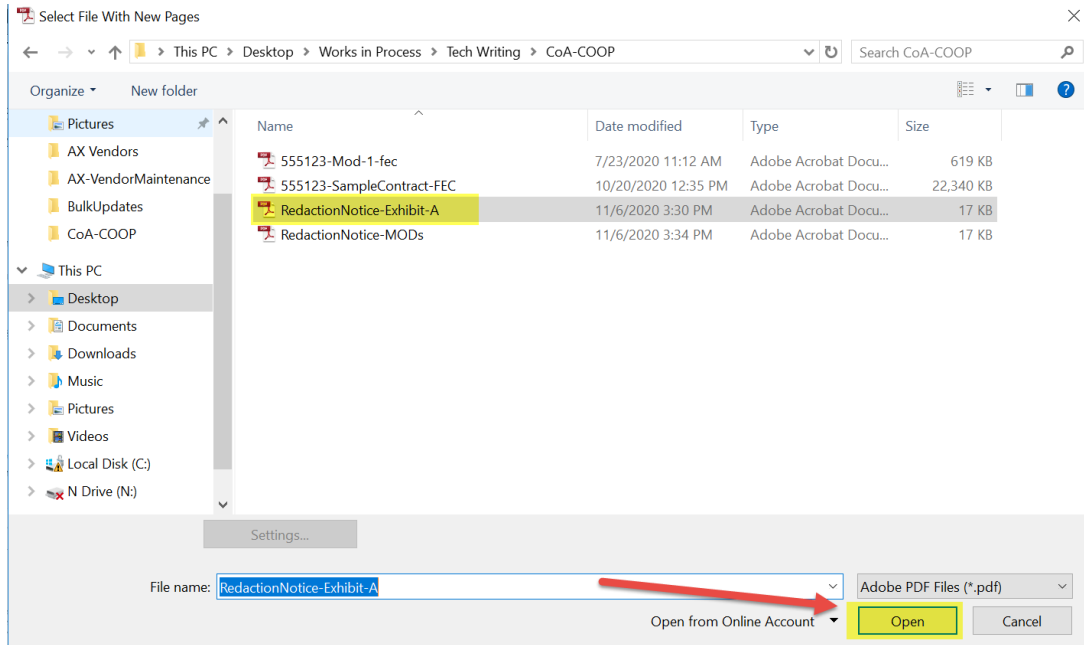 Select File With New Pages
This PC > Desktop > Works in Process > Tech Writing > CoA-COOP
Search CoA-COOP
Organize
New folder
Pictures
AX Vendors
AX-VendorMaintenance
BulkUpdates
CoA-COOP
This PC
Desktop
Documents
Downloads
Music
Pictures
Videos
Local Disk (C:)
N Drive (N:)
Name Date modified Type Size
555123-Mod-1-fec 7/23/2020 11:12 AM Adobe Acrobat Docu... 619 KB
555123-SampleContract-FEC 10/20/2020 12:35 PM Adobe Acrobat Docu... 22,340 KB
RedactionNotice-Exhibit-A 11/6/2020 3:30 PM Adobe Acrobat Docu... 17 KB
RedactionNotice-MODs 11/6/2020 3:34 PM Adobe Acrobat Docu... 17 KB
Settings...
File name: RedactionNotice-Exhibit-A Adobe PDF Files (*.pdf)
Open from Online Account Open Cancel